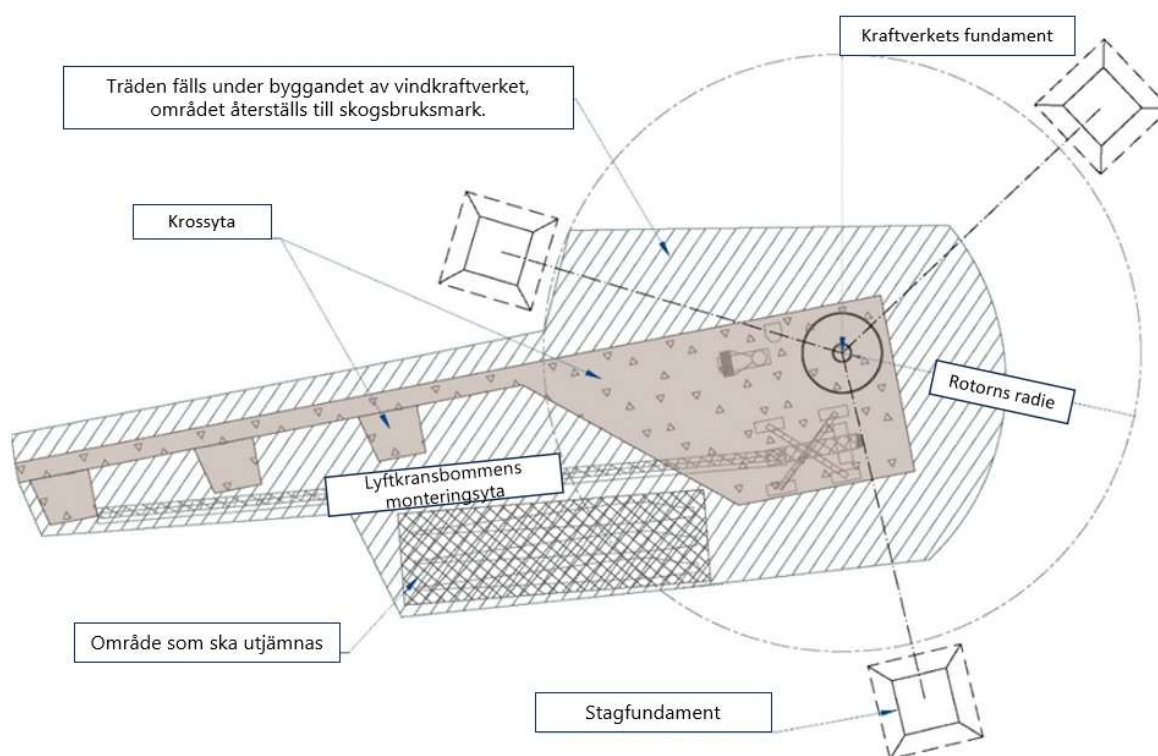 Kraftverkets fundament
Träden fälls under byggandet av vindkraftverket,
området återställs till skogsbruksmark.
Krossyta
Rotorns radie
Lyftkransbommens
monteringsyta
Område som ska utjämnas
Stagfundament